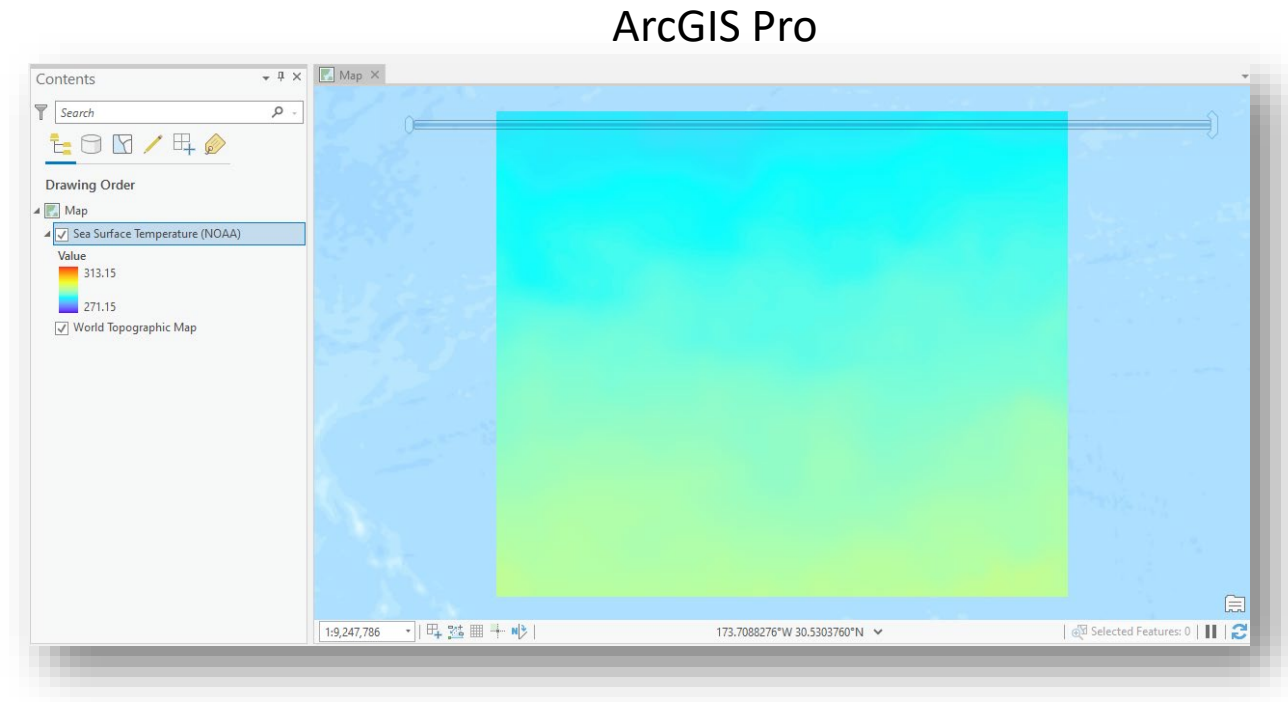 ArcGIS Pro
Contents
Map
Search
Drawing Order
Map
Sea Surface Temperature (NOAA)
Value
313.15
271.15
World Topographic Map
1:9,247,786
173.7088276°W 30.5303760°N
Selected Features: 0